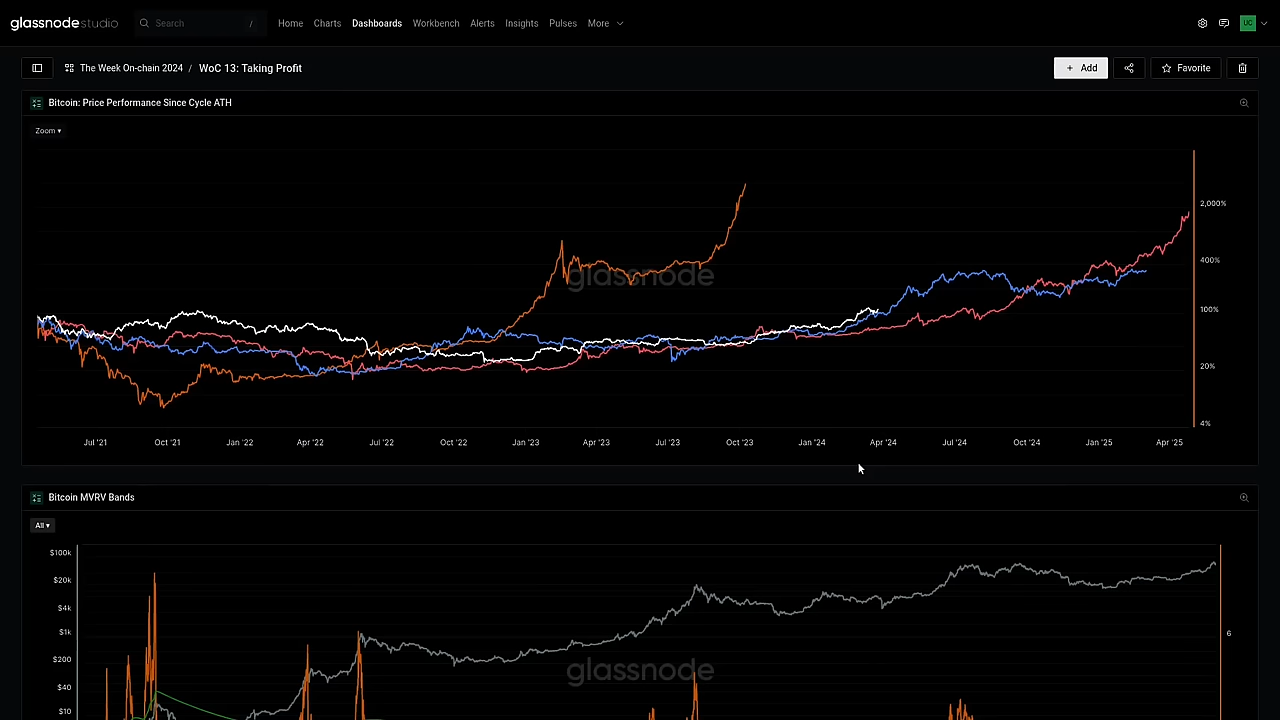 glassnodestudio Search / Home Charts Dashboards Workbench Alerts Insights Pulses More UC
The Week On-chain 2024 / WoC 13: Taking Profit + Add Favorite
Bitcoin: Price Performance Since Cycle ATH
Zoom ▾
2,000%
400%
100%
20%
4%
glassnode
Jul '21 Oct '21 Jan '22 Apr '22 Jul '22 Oct '22 Jan '23 Apr '23 Jul '23 Oct '23 Jan '24 Apr '24 Jul '24 Oct '24 Jan '25 Apr '25
Bitcoin MVRV Bands
All ▾
$100k
$20k
$4k
$1k
$200
$40
$10
6
glassnode